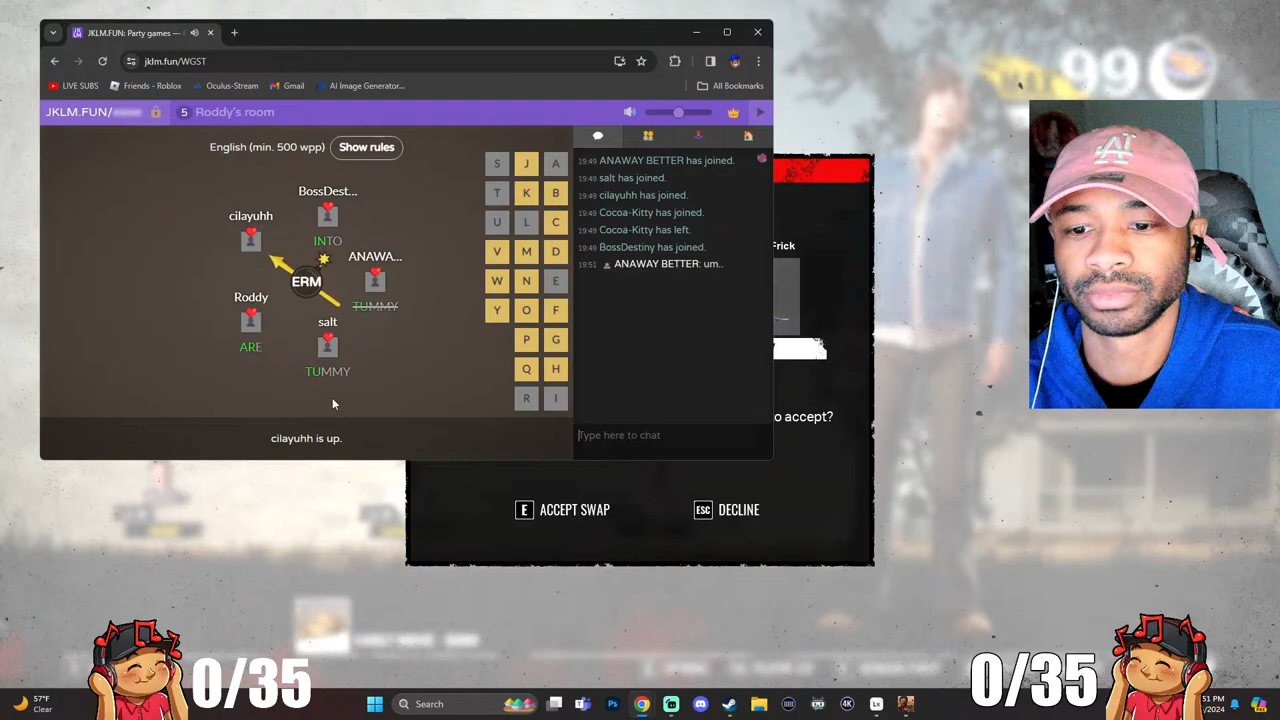 JKLM.FUN: Party games —
jklm.fun/WGST
LIVE SUBS
Friends - Roblox
Oculus-Stream
Gmail
AI Image Generator...
All Bookmarks
JKLM.FUN/
5 Roddy's room
English (min. 500 wpp)
Show rules
BossDest...
cilayuhh
INTO
ANAWA...
ERM
TUMMY
Roddy
salt
ARE
TUMMY
S J A
T K B
U L C
V M D
W N E
Y O F
P G
Q H
R I
cilayuhh is up.
19:49 ANAWAY BETTER has joined.
19:49 salt has joined.
19:49 cilayuhh has joined.
19:49 Cocoa-Kitty has joined.
19:49 Cocoa-Kitty has left.
19:49 BossDestiny has joined.
19:51 ANAWAY BETTER: um..
Type here to chat
99
Frick
o accept?
E ACCEPT SWAP
ESC DECLINE
0/35
0/35
57°F
Clear
Search
51 PM
/2024